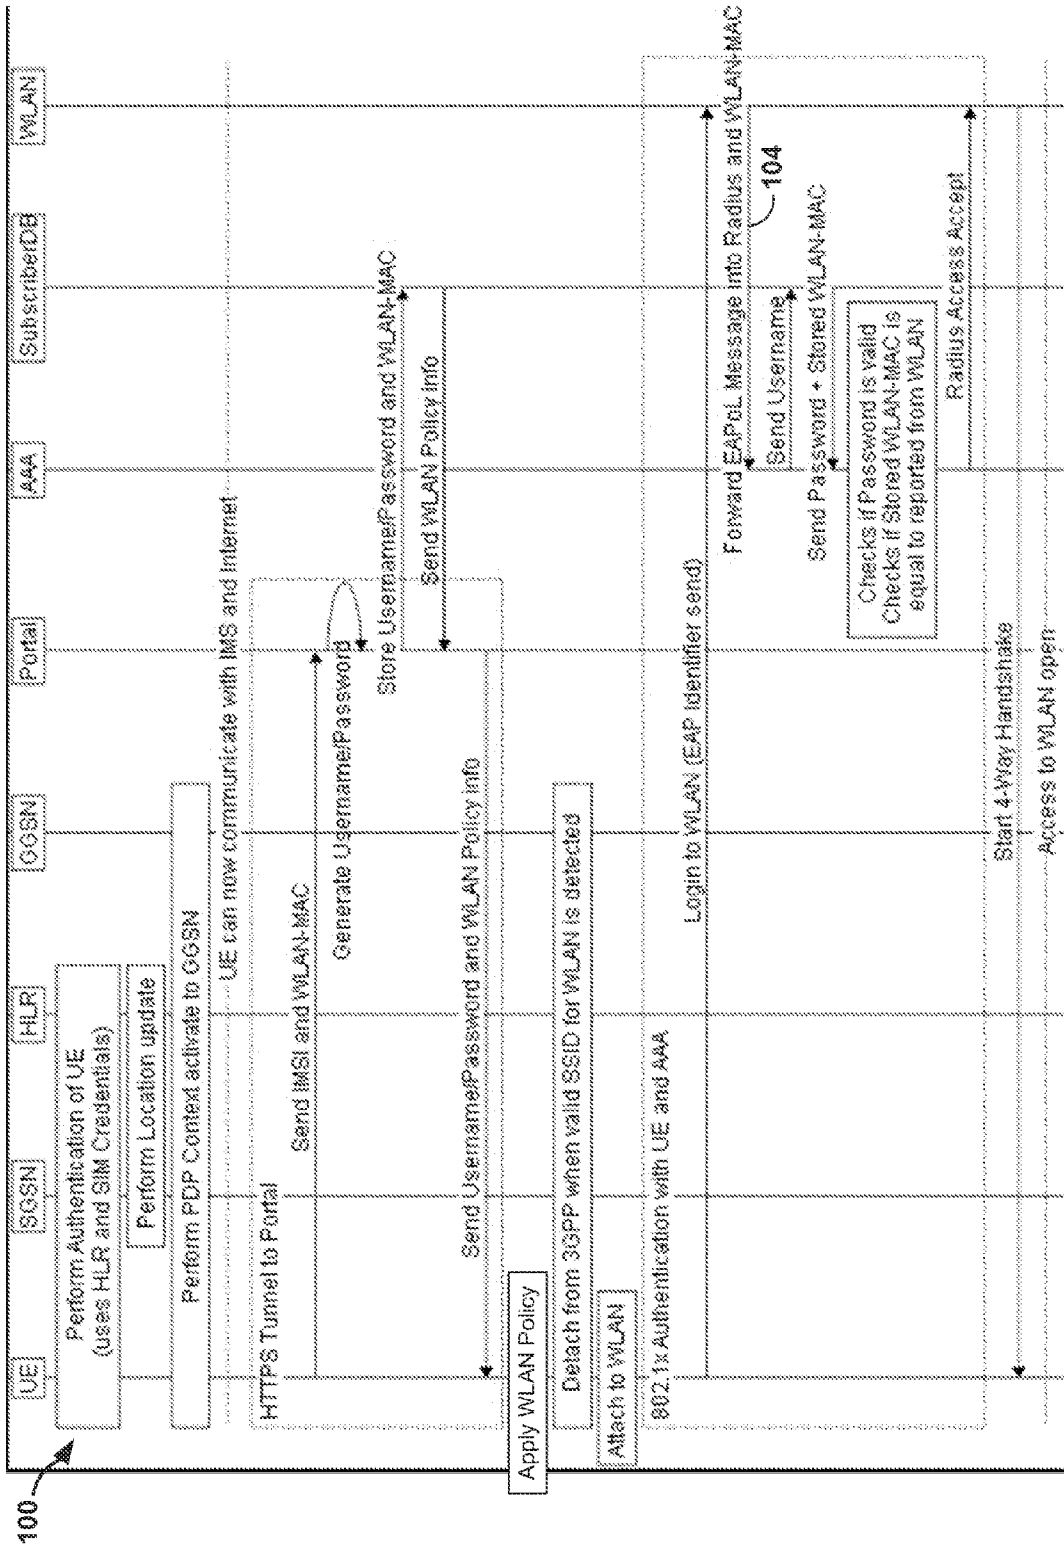 100
UE
SGSN
HLR
GGSN
Portal
AAA
SubscriberDB
WLAN
Perform Authentication of UE
(uses HLR and SIM Credentials)
Perform Location update
Perform PDP Context activate to GGSN
UE can now communicate with IMS and Internet
HTTPS Tunnel to Portal
Send IMSI and WLAN-MAC
Generate Username/Password
Store Username/Password and WLAN-MAC
Send WLAN Policy Info
Send Username/Password and WLAN Policy Info
Apply WLAN Policy
Detach from 3GPP when valid SSID for WLAN is detected
Attach to WLAN
802.1x Authentication with UE and AAA
Login to WLAN (EAP Identifier send)
Forward EAPoL Message into Radius and WLAN-MAC
104
Send Username
Send Password + Stored WLAN-MAC
Checks if Password is valid
Checks if Stored WLAN-MAC is
equal to reported from WLAN
Radius Access Accept
Start 4-Way Handshake
Access to WLAN open